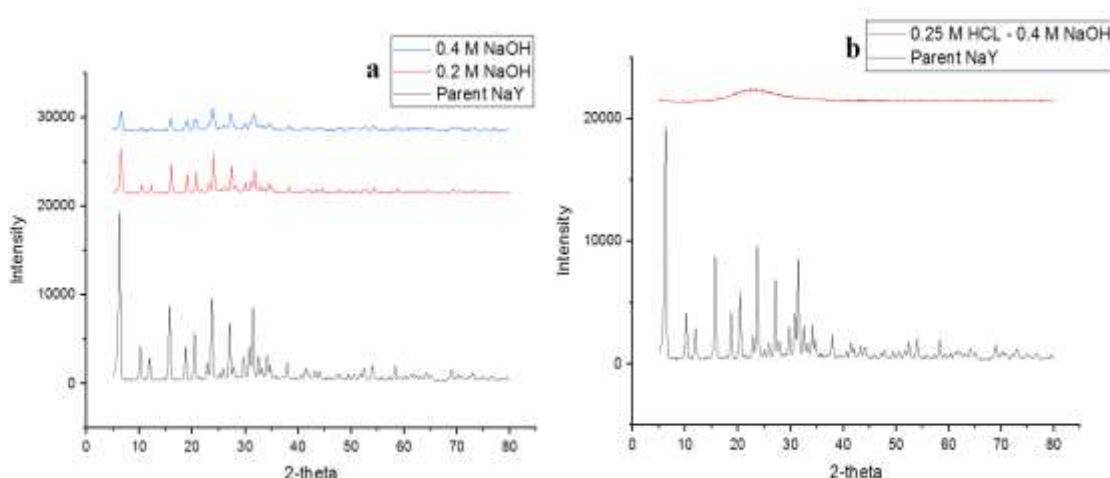 a
0.4 M NaOH
0.2 M NaOH
Parent NaY
30000
20000
10000
0
Intensity
0 10 20 30 40 50 60 70 80
2-theta
b
0.25 M HCL - 0.4 M NaOH
Parent NaY
20000
10000
0
Intensity
0 10 20 30 40 50 60 70 80
2-theta